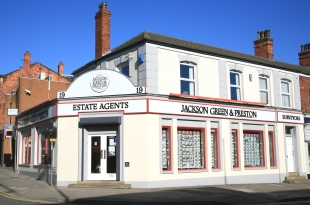 19
19
ESTATE AGENTS
JACKSON GREEN & PRESTON
SURVEYORS